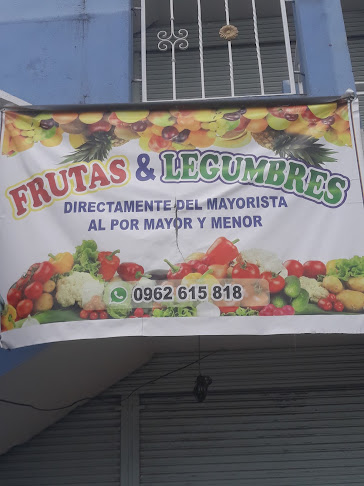 FRUTAS & LEGUMBRES
DIRECTAMENTE DEL MAYORISTA
AL POR MAYOR Y MENOR
0962 615 818